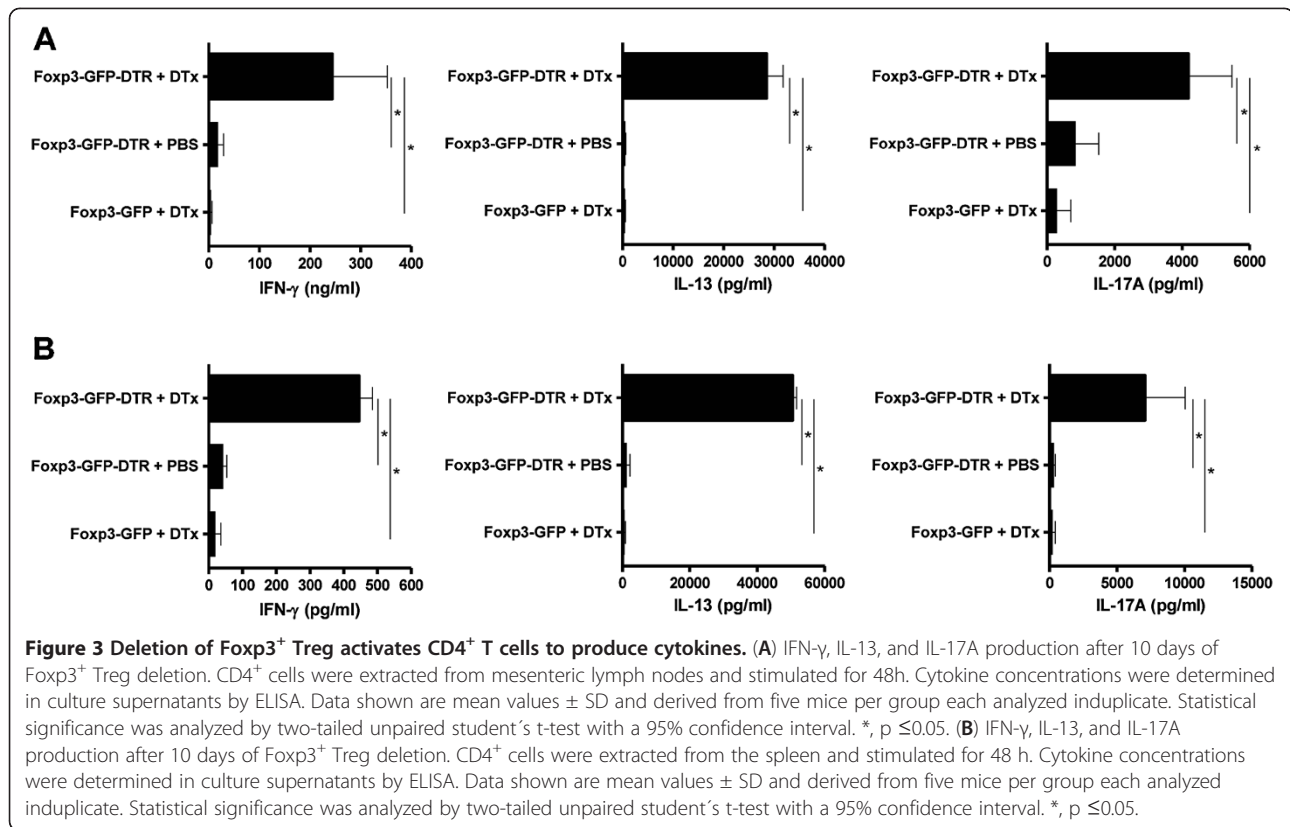 A
Foxp3-GFP-DTR + DTx
Foxp3-GFP-DTR + PBS
Foxp3-GFP + DTx
*
*
0 100 200 300 400
IFN-γ (ng/ml)
Foxp3-GFP-DTR + DTx
Foxp3-GFP-DTR + PBS
Foxp3-GFP + DTx
*
*
0 10000 20000 30000 40000
IL-13 (pg/ml)
Foxp3-GFP-DTR + DTx
Foxp3-GFP-DTR + PBS
Foxp3-GFP + DTx
*
*
0 2000 4000 6000
IL-17A (pg/ml)
B
Foxp3-GFP-DTR + DTx
Foxp3-GFP-DTR + PBS
Foxp3-GFP + DTx
*
*
0 100 200 300 400 500 600
IFN-γ (pg/ml)
Foxp3-GFP-DTR + DTx
Foxp3-GFP-DTR + PBS
Foxp3-GFP + DTx
*
*
0 20000 40000 60000
IL-13 (pg/ml)
Foxp3-GFP-DTR + DTx
Foxp3-GFP-DTR + PBS
Foxp3-GFP + DTx
*
*
0 5000 10000 15000
IL-17A (pg/ml)
Figure 3 Deletion of Foxp3⁺ Treg activates CD4⁺ T cells to produce cytokines. (A) IFN-γ, IL-13, and IL-17A production after 10 days of
Foxp3⁺ Treg deletion. CD4⁺ cells were extracted from mesenteric lymph nodes and stimulated for 48h. Cytokine concentrations were determined
in culture supernatants by ELISA. Data shown are mean values ± SD and derived from five mice per group each analyzed induplicate. Statistical
significance was analyzed by two-tailed unpaired student´s t-test with a 95% confidence interval. *, p ≤0.05. (B) IFN-γ, IL-13, and IL-17A
production after 10 days of Foxp3⁺ Treg deletion. CD4⁺ cells were extracted from the spleen and stimulated for 48 h. Cytokine concentrations
were determined in culture supernatants by ELISA. Data shown are mean values ± SD and derived from five mice per group each analyzed
induplicate. Statistical significance was analyzed by two-tailed unpaired student´s t-test with a 95% confidence interval. *, p ≤0.05.